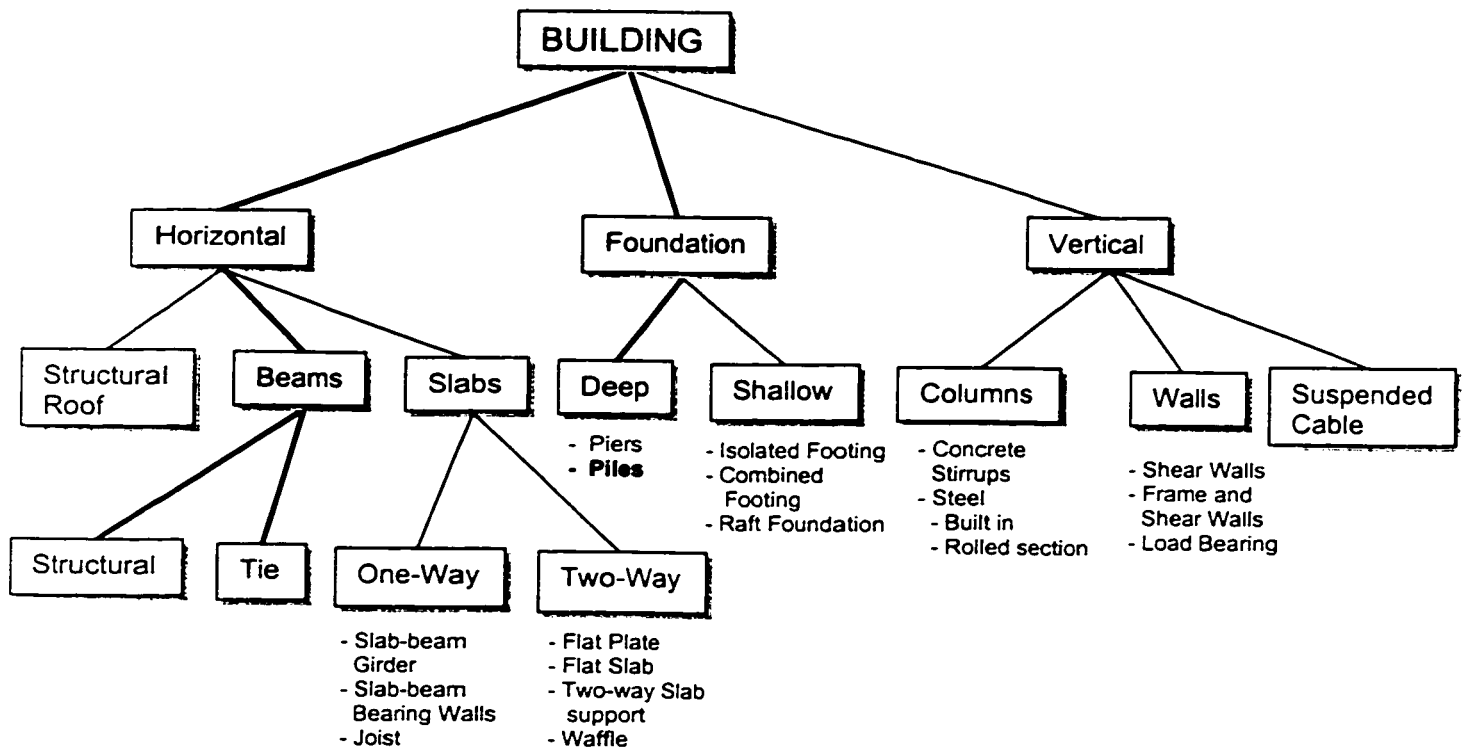 BUILDING
Horizontal
Foundation
Vertical
Structural
Roof
Beams
Slabs
Deep
Shallow
Columns
Walls
Suspended
Cable
- Piers
- Piles
- Isolated Footing
- Combined
Footing
- Raft Foundation
- Concrete
Stirrups
- Steel
- Built in
- Rolled section
- Shear Walls
- Frame and
Shear Walls
- Load Bearing
Structural
Tie
One-Way
Two-Way
- Slab-beam
Girder
- Slab-beam
Bearing Walls
- Joist
- Flat Plate
- Flat Slab
- Two-way Slab
support
- Waffle